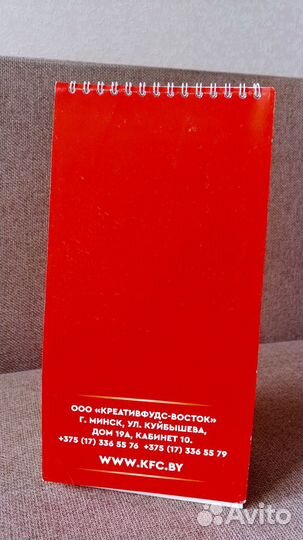 ООО «КРЕАТИВФУДС-ВОСТОК»
Г. МИНСК, УЛ. КУЙБЫШЕВА,
ДОМ 19А, КАБИНЕТ 10.
+375 (17) 336 55 76 +375 (17) 336 55 79
WWW.KFC.BY
Avito